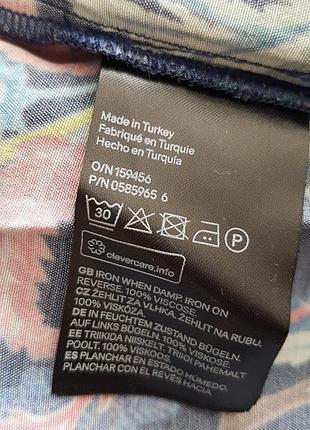 Made in Turkey
Fabriqué en Turquie
Hecho en Turquía
O/N 159456
P/N 0585965 6
30 P
clevercare.info
GB IRON WHEN DAMP. IRON ON
REVERSE. 100% VISCOSE.
CZ ŽEHLIT ZA VLHKA. ŽEHLIT NA RUBU.
100% VISKÓZA.
DE IN FEUCHTEM ZUSTAND BÜGELN.
AUF LINKS BÜGELN. 100% VISKOSE.
EE TRIIKIDA NIISKELT. TRIIGI PAHEMALT
POOLT. 100% VISKOOS.
ES PLANCHAR EN ESTADO HÚMEDO.
PLANCHAR CON EL REVÉS HACIA